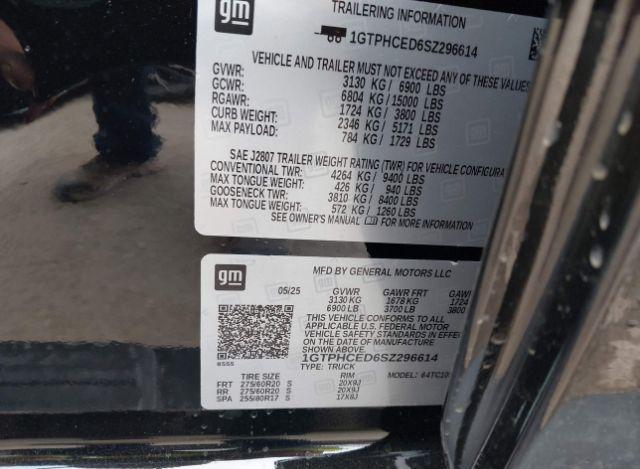 gm
TRAILERING INFORMATION
1GTPHCED6SZ296614
VEHICLE AND TRAILER MUST NOT EXCEED ANY OF THESE VALUES
GVWR: 3130 KG / 6900 LBS
GCWR: 6804 KG / 15000 LBS
RGAWR: 1724 KG / 3800 LBS
CURB WEIGHT: 2346 KG / 5171 LBS
MAX PAYLOAD: 784 KG / 1729 LBS
SAE J2807 TRAILER WEIGHT RATING (TWR) FOR VEHICLE CONFIGURA
CONVENTIONAL TWR: 4264 KG / 9400 LBS
MAX TONGUE WEIGHT: 426 KG / 940 LBS
GOOSENECK TWR: 3810 KG / 8400 LBS
MAX TONGUE WEIGHT: 572 KG / 1260 LBS
SEE OWNER'S MANUAL FOR MORE INFORMATION
gm
MFD BY GENERAL MOTORS LLC
05/25 GVWR GAWR FRT GAW
3130 KG 1678 KG 1724
6900 LB 3700 LB 3800
THIS VEHICLE CONFORMS TO ALL
APPLICABLE U.S. FEDERAL MOTOR
VEHICLE SAFETY STANDARDS IN EFFECT
1GTPHCED6SZ296614
TYPE: TRUCK MODEL: 64TC10
TIRE SIZE RIM
FRT 275/60R20 S 20X9J
RR 275/60R20 S 20X9J
SPA 255/80R17 S 17X8J